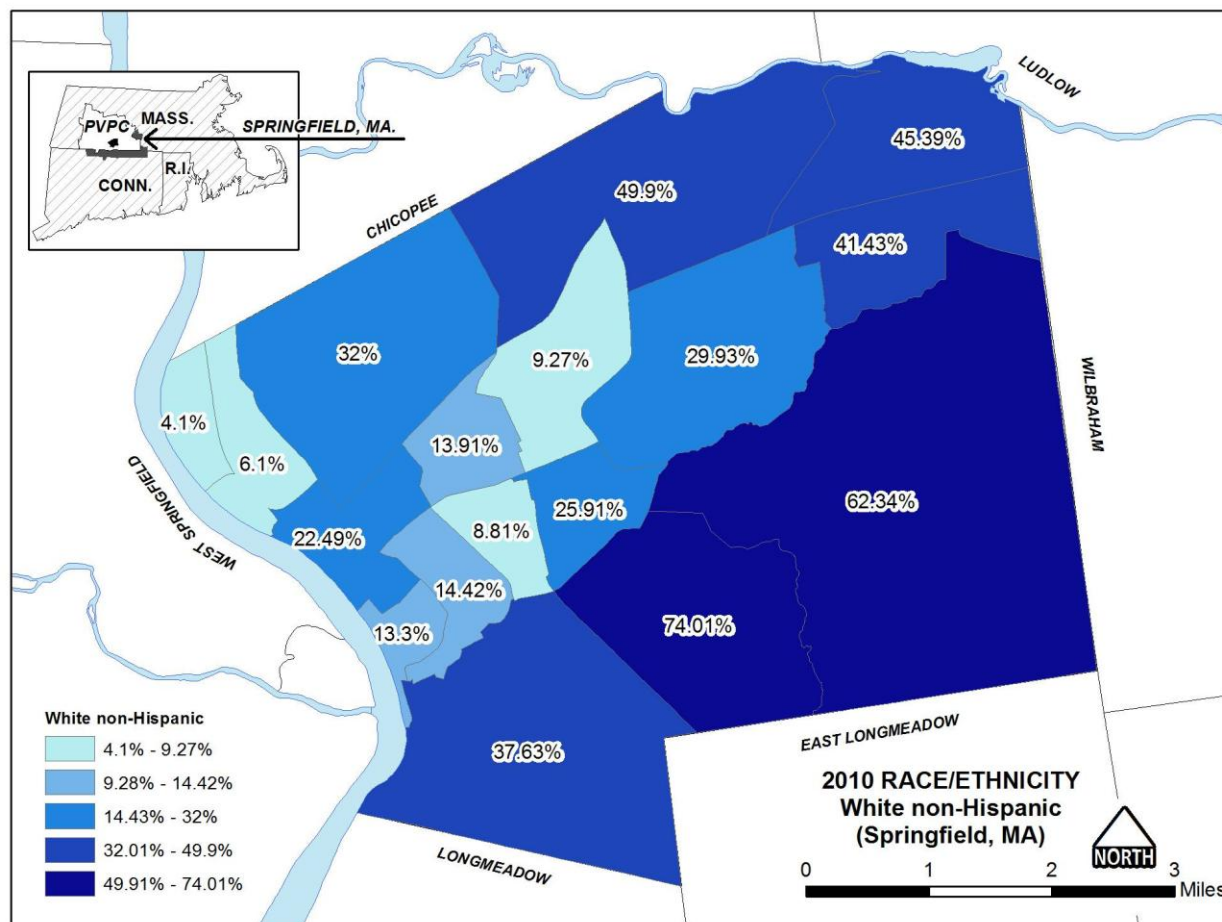 PVPC
MASS.
SPRINGFIELD, MA.
R.I.
CONN.
LUDLOW
CHICOPEE
WILBRAHAM
WEST SPRINGFIELD
EAST LONGMEADOW
LONGMEADOW
45.39%
49.9%
41.43%
32%
9.27%
29.93%
4.1%
6.1%
13.91%
22.49%
8.81%
25.91%
62.34%
14.42%
13.3%
74.01%
37.63%
White non-Hispanic
4.1% - 9.27%
9.28% - 14.42%
14.43% - 32%
32.01% - 49.9%
49.91% - 74.01%
2010 RACE/ETHNICITY
White non-Hispanic
(Springfield, MA)
NORTH
0 1 2 3
Miles